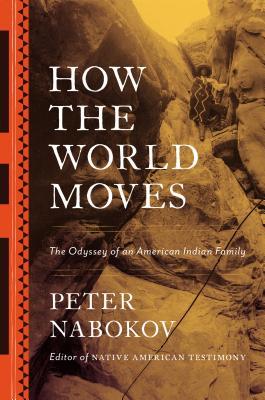 HOW
THE
WORLD
MOVES
The Odyssey of an American Indian Family
PETER
NABOKOV
Editor of NATIVE AMERICAN TESTIMONY